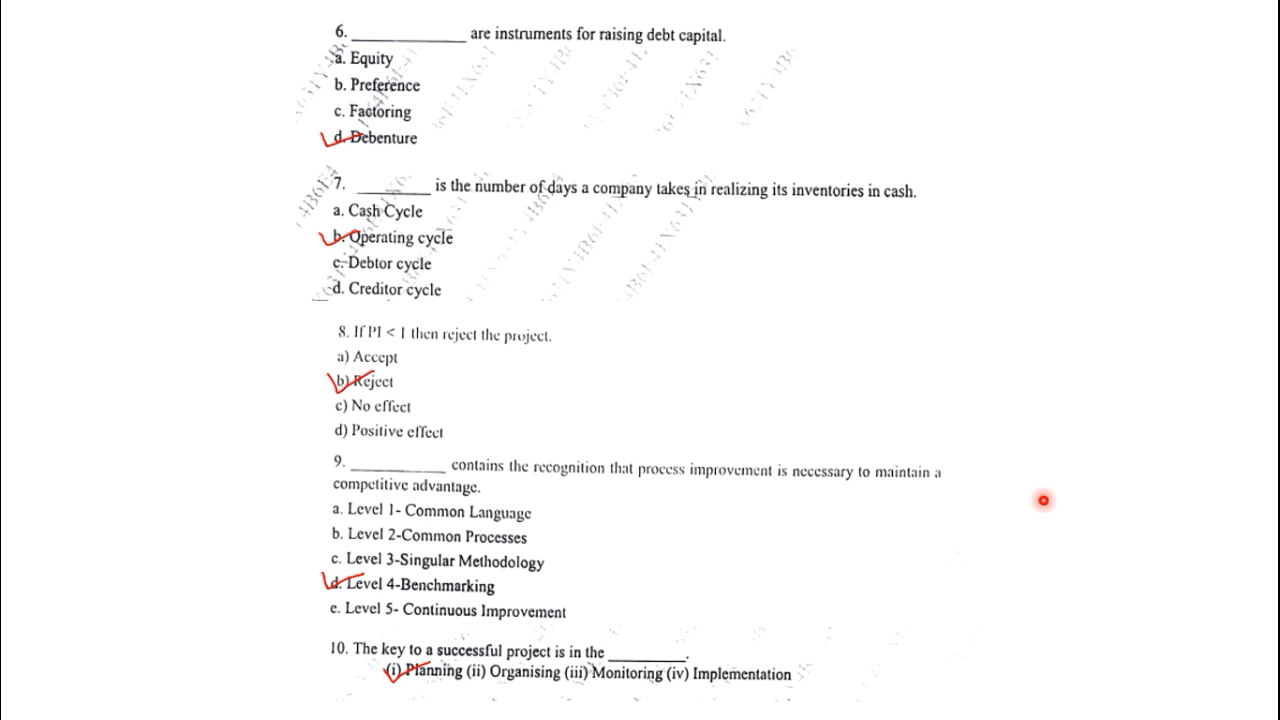 6. ____________ are instruments for raising debt capital.
a. Equity
b. Preference
c. Factoring
d. Debenture
7. ________ is the number of days a company takes in realizing its inventories in cash.
a. Cash Cycle
b. Operating cycle
c. Debtor cycle
d. Creditor cycle
8. If PI < 1 then reject the project.
a) Accept
b) Reject
c) No effect
d) Positive effect
9. __________ contains the recognition that process improvement is necessary to maintain a
competitive advantage.
a. Level 1- Common Language
b. Level 2-Common Processes
c. Level 3-Singular Methodology
d. Level 4-Benchmarking
e. Level 5- Continuous Improvement
10. The key to a successful project is in the ________.
(i) Planning (ii) Organising (iii) Monitoring (iv) Implementation